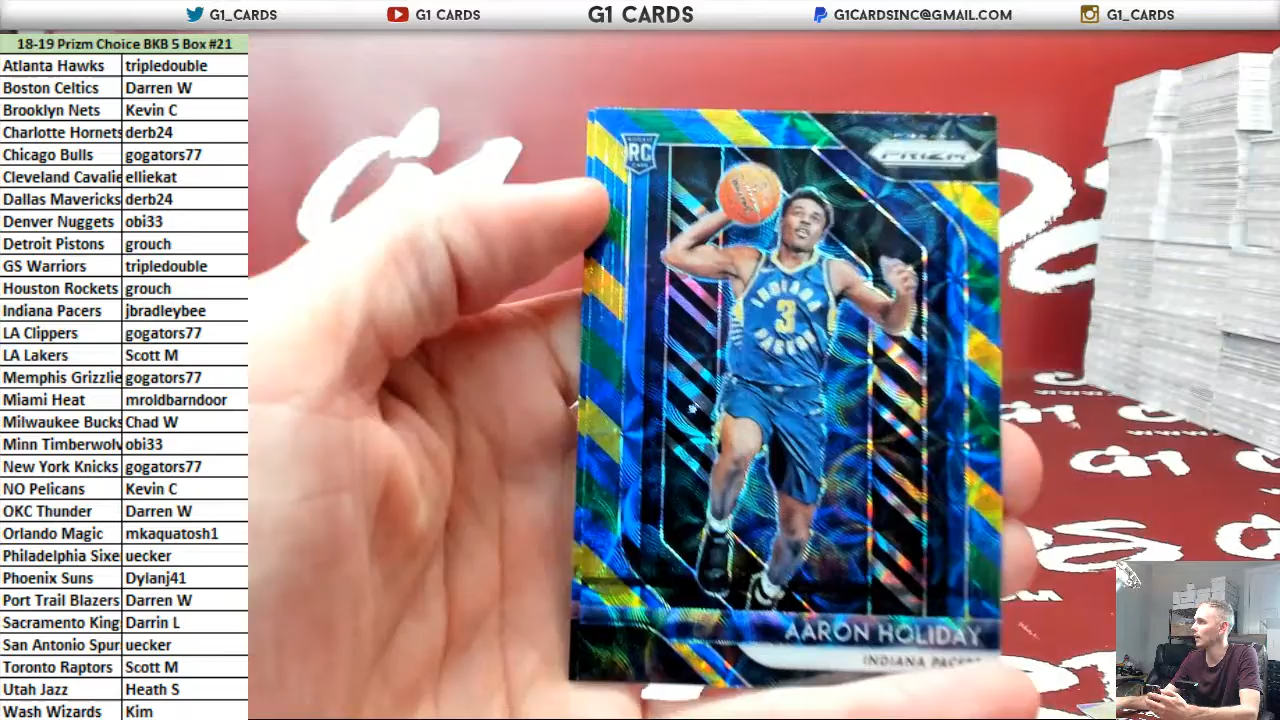 G1_CARDS
G1 CARDS
G1 CARDS
G1CARDSINC@GMAIL.COM
G1_CARDS
18-19 Prizm Choice BKB 5 Box #21
Atlanta Hawks tripledouble
Boston Celtics Darren W
Brooklyn Nets Kevin C
Charlotte Hornets derb24
Chicago Bulls gogators77
Cleveland Cavalie elliekat
Dallas Mavericks derb24
Denver Nuggets obi33
Detroit Pistons grouch
GS Warriors tripledouble
Houston Rockets grouch
Indiana Pacers jbradleybee
LA Clippers gogators77
LA Lakers Scott M
Memphis Grizzlie gogators77
Miami Heat mroldbarndoor
Milwaukee Bucks Chad W
Minn Timberwolv obi33
New York Knicks gogators77
NO Pelicans Kevin C
OKC Thunder Darren W
Orlando Magic mkaquatosh1
Philadelphia Sixe uecker
Phoenix Suns Dylanj41
Port Trail Blazers Darren W
Sacramento King Darrin L
San Antonio Spur uecker
Toronto Raptors Scott M
Utah Jazz Heath S
Wash Wizards Kim
RC
PRIZM
INDIANA
3
PACERS
AARON HOLIDAY
INDIANA PACERS
G1 Cards